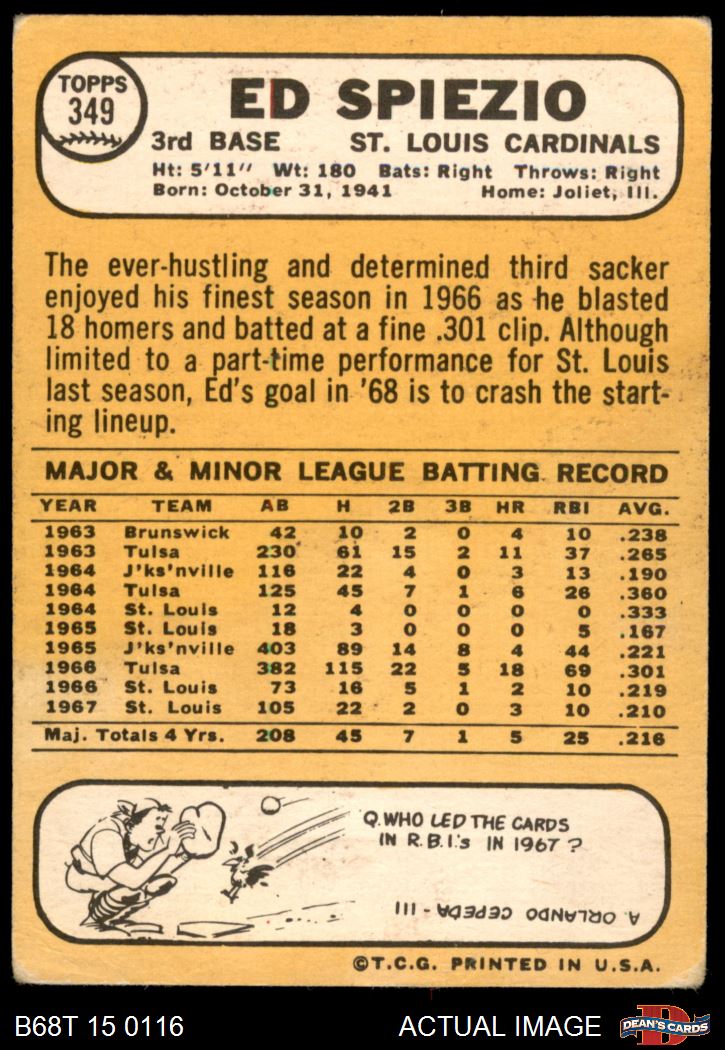 TOPPS
349
ED SPIEZIO
3rd BASE ST. LOUIS CARDINALS
Ht: 5'11" Wt: 180 Bats: Right Throws: Right
Born: October 31, 1941 Home: Joliet, Ill.
The ever-hustling and determined third sacker
enjoyed his finest season in 1966 as he blasted
18 homers and batted at a fine .301 clip. Although
limited to a part-time performance for St. Louis
last season, Ed's goal in '68 is to crash the start-
ing lineup.
MAJOR & MINOR LEAGUE BATTING RECORD
YEAR TEAM AB H 2B 3B HR RBI AVG.
1963 Brunswick 42 10 2 0 4 10 .238
1963 Tulsa 230 61 15 2 11 37 .265
1964 J'ks'nville 116 22 4 0 3 13 .190
1964 Tulsa 125 45 7 1 6 26 .360
1964 St. Louis 12 4 0 0 0 0 .333
1965 St. Louis 18 3 0 0 0 5 .167
1965 J'ks'nville 403 89 14 8 4 44 .221
1966 Tulsa 382 115 22 5 18 69 .301
1966 St. Louis 73 16 5 1 2 10 .219
1967 St. Louis 105 22 2 0 3 10 .210
Maj. Totals 4 Yrs. 208 45 7 1 5 25 .216
Q. WHO LED THE CARDS
IN R.B.I.'s IN 1967?
A ORLANDO CEPEDA - 111
©T.C.G. PRINTED IN U.S.A.
B68T 15 0116 ACTUAL IMAGE D DEAN'S CARDS